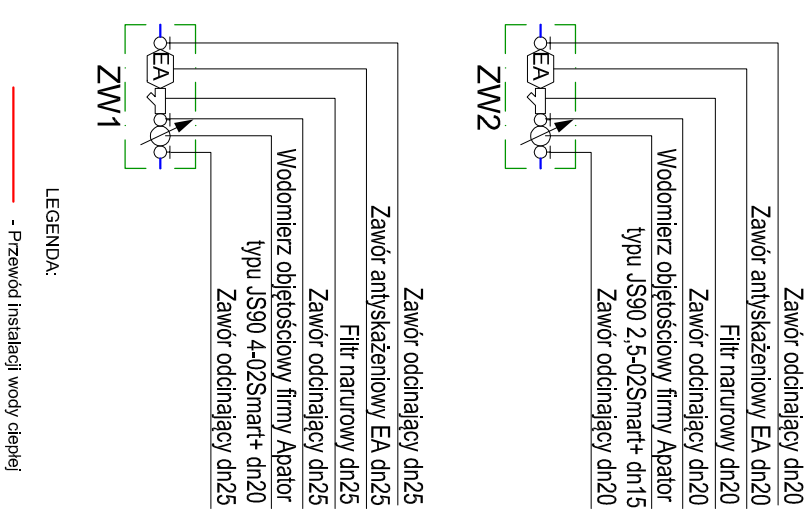 ZW2
EA
Zawór odcinający dn20
Zawór antyskażeniowy EA dn20
Filtr narurowy dn20
Zawór odcinający dn20
Wodomierz objętościowy firmy Apator
typu JS90 2,5-02Smart+ dn15
Zawór odcinający dn20
ZW1
EA
Zawór odcinający dn25
Zawór antyskażeniowy EA dn25
Filtr narurowy dn25
Zawór odcinający dn25
Wodomierz objętościowy firmy Apator
typu JS90 4-02Smart+ dn20
Zawór odcinający dn25
LEGENDA:
- Przewód instalacji wody ciepłej